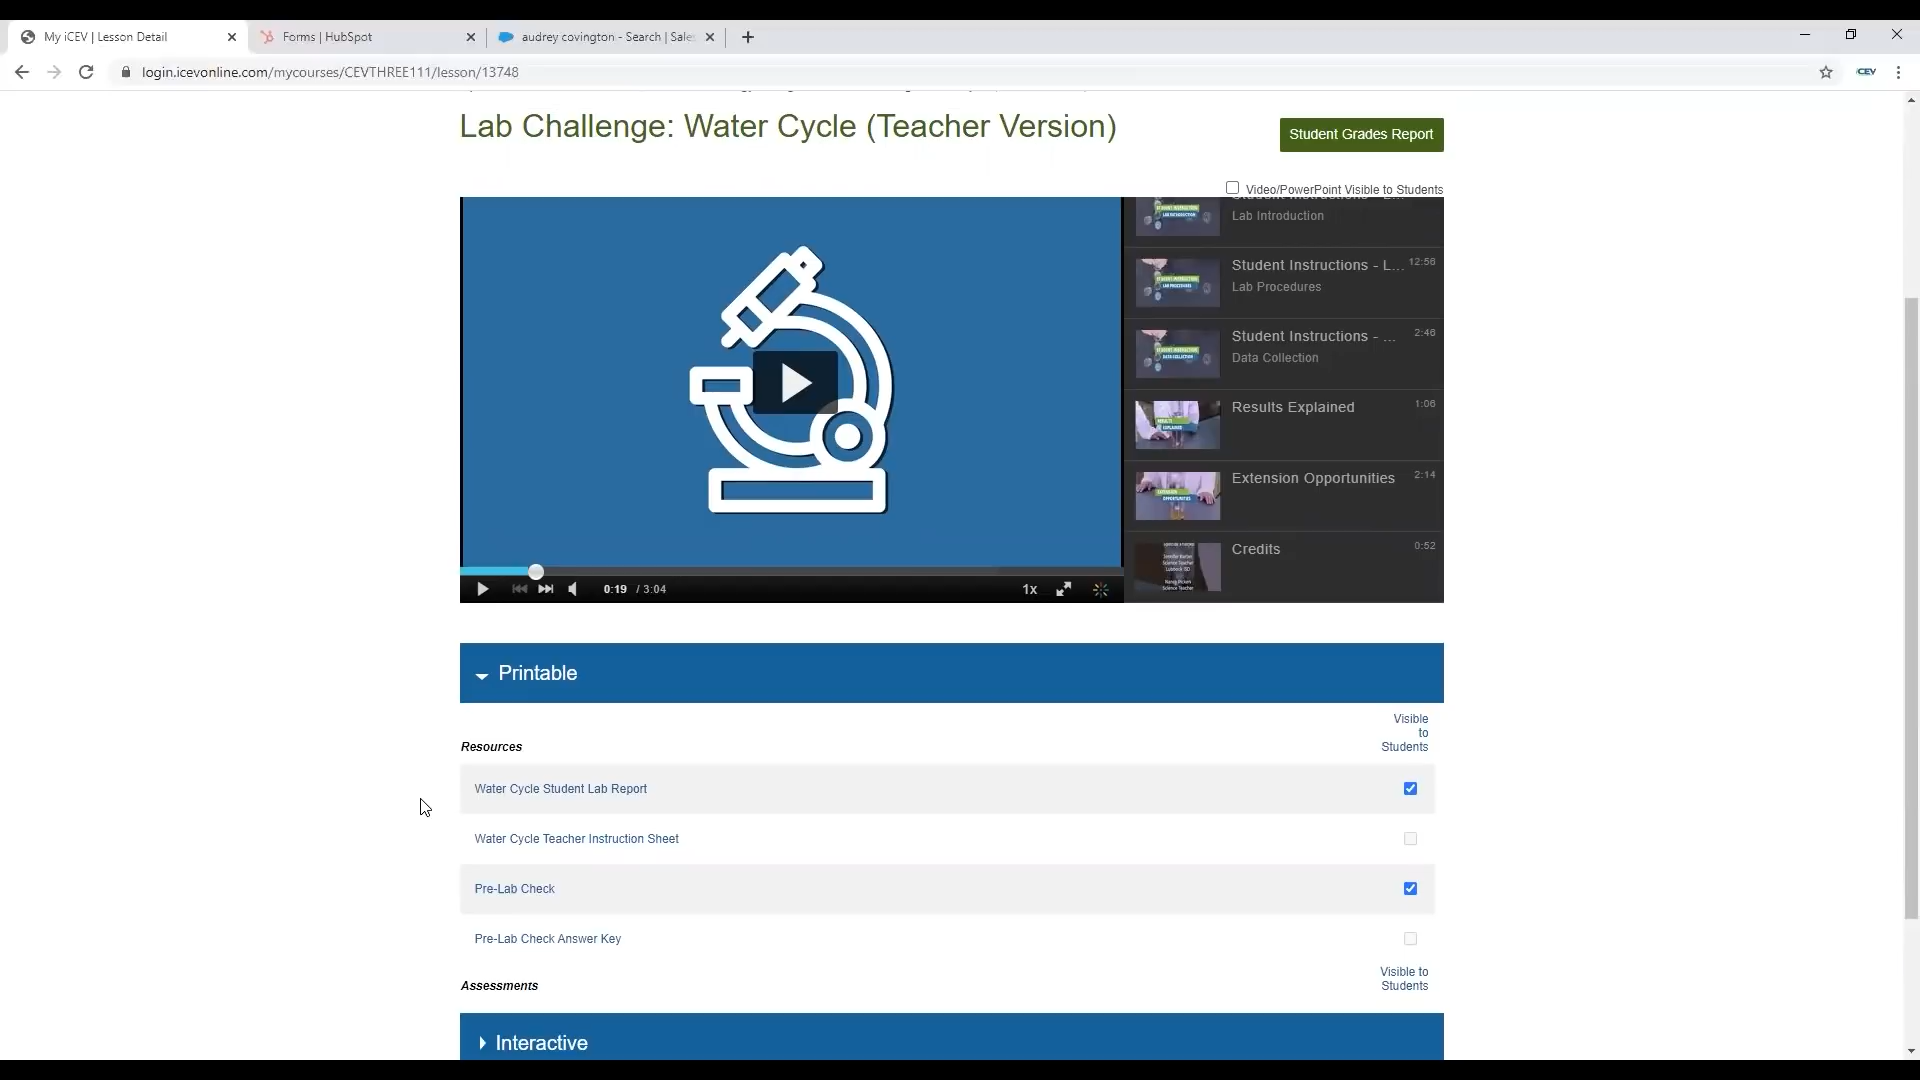 My iCEV | Lesson Detail
Forms | HubSpot
audrey covington - Search | Sale
login.icevonline.com/mycourses/CEVTHREE111/lesson/13748
CEV
Lab Challenge: Water Cycle (Teacher Version)
Student Grades Report
Video/PowerPoint Visible to Students
Student Instructions - L...
Lab Introduction
Student Instructions - L... 12:56
Lab Procedures
Student Instructions - ... 2:46
Data Collection
Results Explained 1:06
Extension Opportunities 2:14
Credits 0:52
0:19 / 3:04
1x
Printable
Visible
to
Students
Resources
Water Cycle Student Lab Report
Water Cycle Teacher Instruction Sheet
Pre-Lab Check
Pre-Lab Check Answer Key
Visible to
Students
Assessments
Interactive